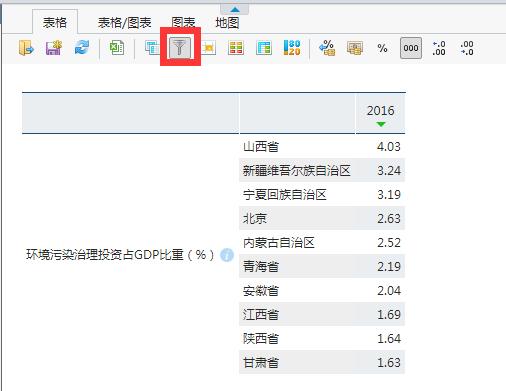 表格 表格/图表 图表 地图
% 000 +.0 .00 .00 +.0
2016
山西省 4.03
新疆维吾尔族自治区 3.24
宁夏回族自治区 3.19
北京 2.63
内蒙古自治区 2.52
环境污染治理投资占GDP比重（%） i
青海省 2.19
安徽省 2.04
江西省 1.69
陕西省 1.64
甘肃省 1.63